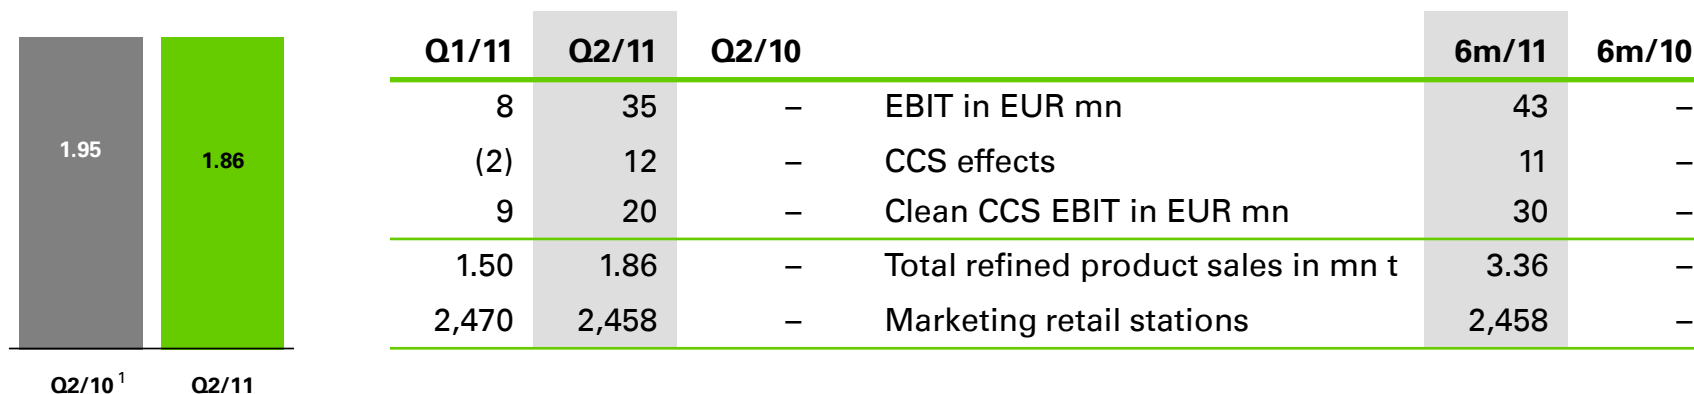 1.95
1.86
Q2/10 1
Q2/11
Q1/11 Q2/11 Q2/10 6m/11 6m/10
8 35 – EBIT in EUR mn 43 –
(2) 12 – CCS effects 11 –
9 20 – Clean CCS EBIT in EUR mn 30 –
1.50 1.86 – Total refined product sales in mn t 3.36 –
2,470 2,458 – Marketing retail stations 2,458 –